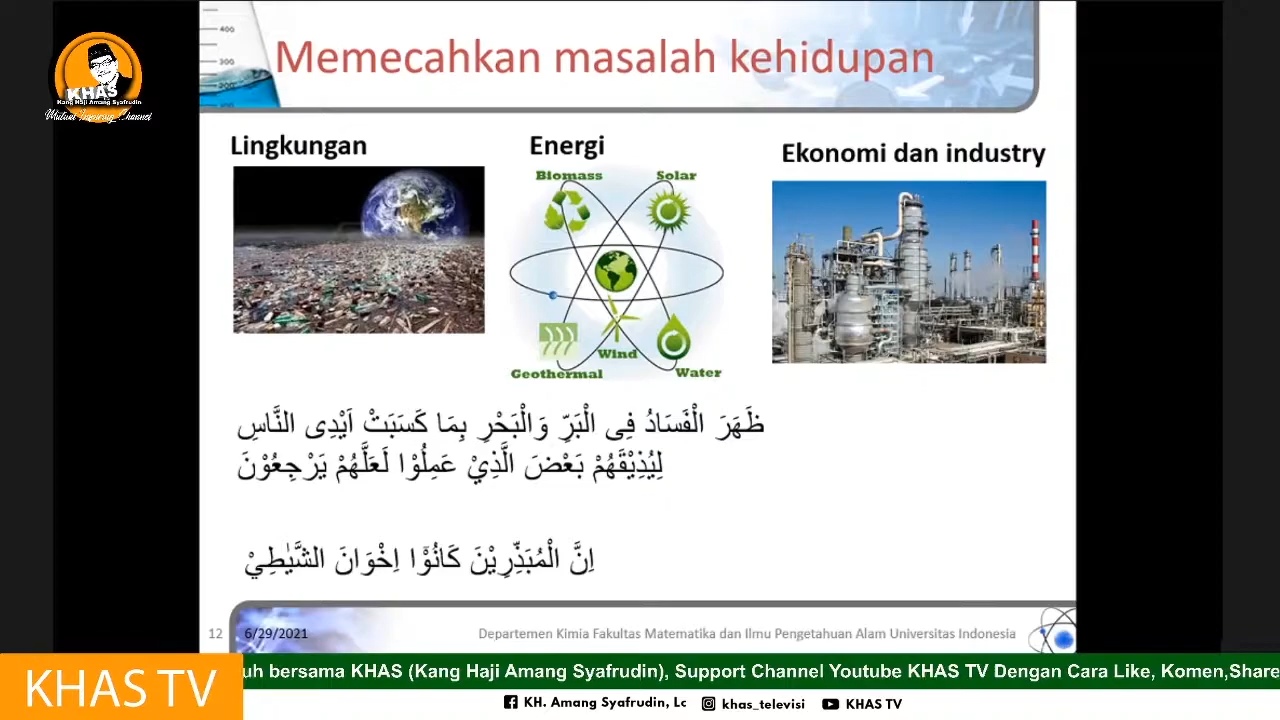 400
300
KHAS
Kang Haji Amang Syafrudin
Memecahkan masalah kehidupan
Lingkungan
Energi
Ekonomi dan industry
Biomass
Solar
Wind
Geothermal
Water
ظَهَرَ الْفَسَادُ فِى الْبَرِّ وَالْبَحْرِ بِمَا كَسَبَتْ اَيْدِى النَّاسِ
لِيُذِيْقَهُمْ بَعْضَ الَّذِيْ عَمِلُوْا لَعَلَّهُمْ يَرْجِعُوْنَ
اِنَّ الْمُبَذِّرِيْنَ كَانُوْٓا اِخْوَانَ الشَّيٰطِيْ
12
6/29/2021
Departemen Kimia Fakultas Matematika dan Ilmu Pengetahuan Alam Universitas Indonesia
KHAS TV
uh bersama KHAS (Kang Haji Amang Syafrudin), Support Channel Youtube KHAS TV Dengan Cara Like, Komen,Share
KH. Amang Syafrudin, Lc
khas_televisi
KHAS TV